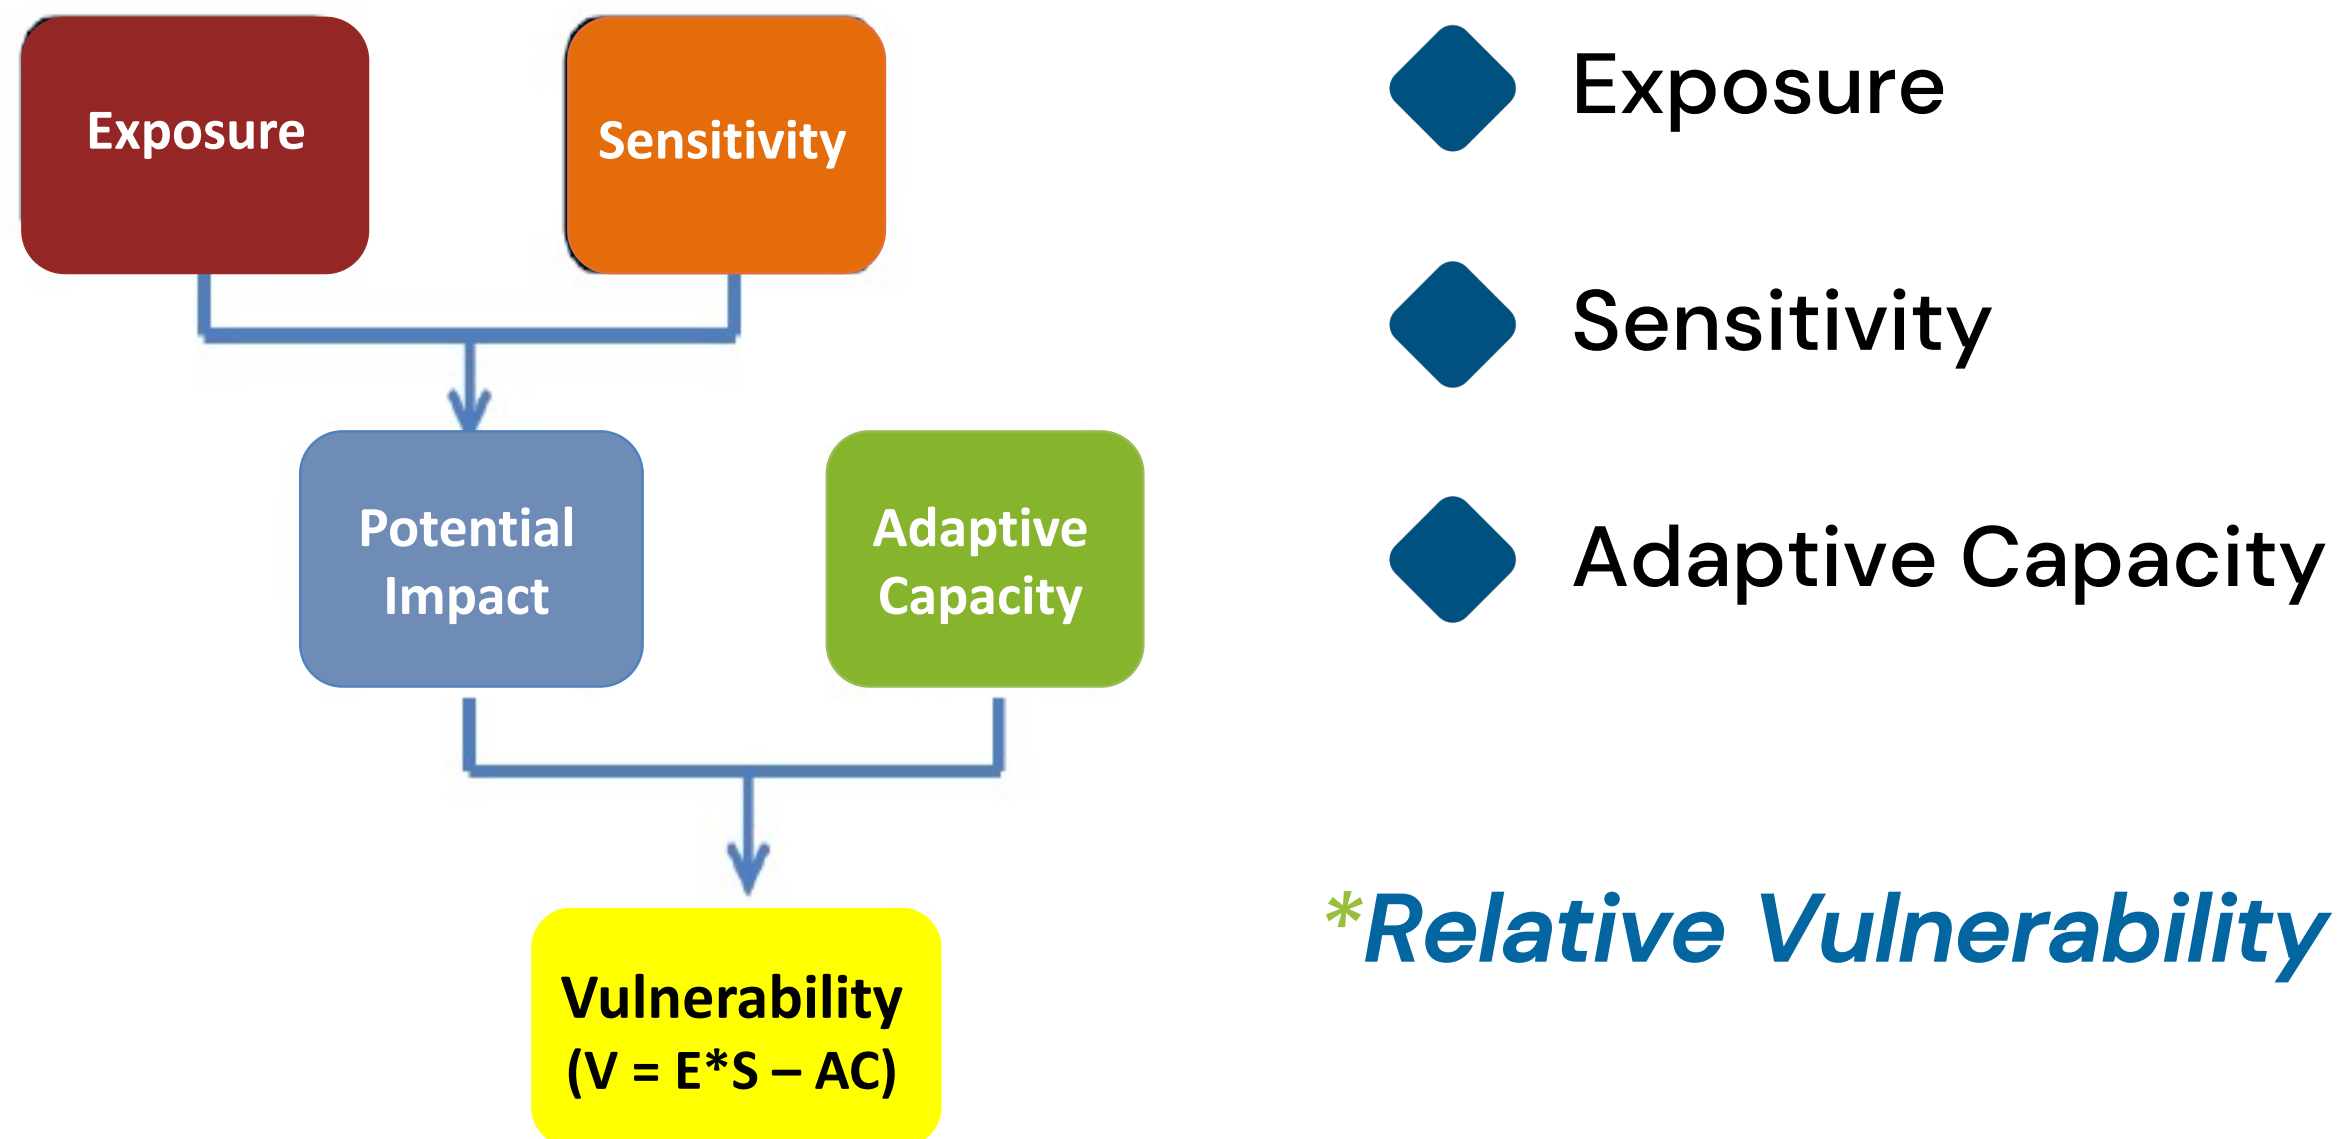 Exposure
Sensitivity
Potential
Impact
Adaptive
Capacity
Vulnerability
(V = E*S – AC)
Exposure
Sensitivity
Adaptive Capacity
*Relative Vulnerability